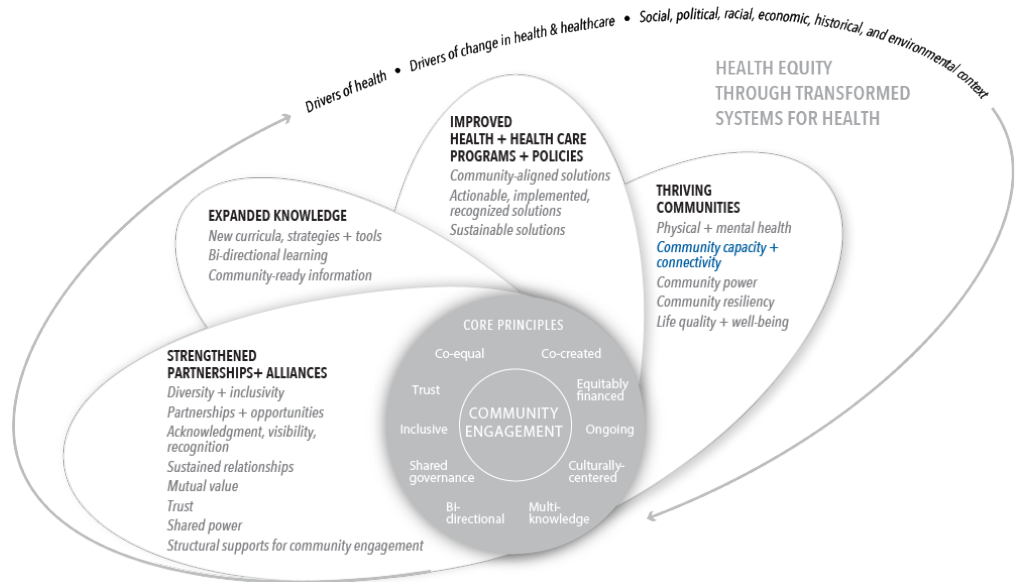 Drivers of health • Drivers of change in health & healthcare • Social, political, racial, economic, historical, and environmental context
HEALTH EQUITY
THROUGH TRANSFORMED
SYSTEMS FOR HEALTH
IMPROVED
HEALTH + HEALTH CARE
PROGRAMS + POLICIES
Community-aligned solutions
Actionable, implemented,
recognized solutions
Sustainable solutions
THRIVING
COMMUNITIES
Physical + mental health
Community capacity +
connectivity
Community power
Community resiliency
Life quality + well-being
EXPANDED KNOWLEDGE
New curricula, strategies + tools
Bi-directional learning
Community-ready information
STRENGTHENED
PARTNERSHIPS+ ALLIANCES
Diversity + inclusivity
Partnerships + opportunities
Acknowledgment, visibility,
recognition
Sustained relationships
Mutual value
Trust
Shared power
Structural supports for community engagement
CORE PRINCIPLES
Co-equal
Co-created
Trust
Equitably
financed
Inclusive
COMMUNITY
ENGAGEMENT
Ongoing
Shared
governance
Culturally-
centered
Bi-
directional
Multi-
knowledge